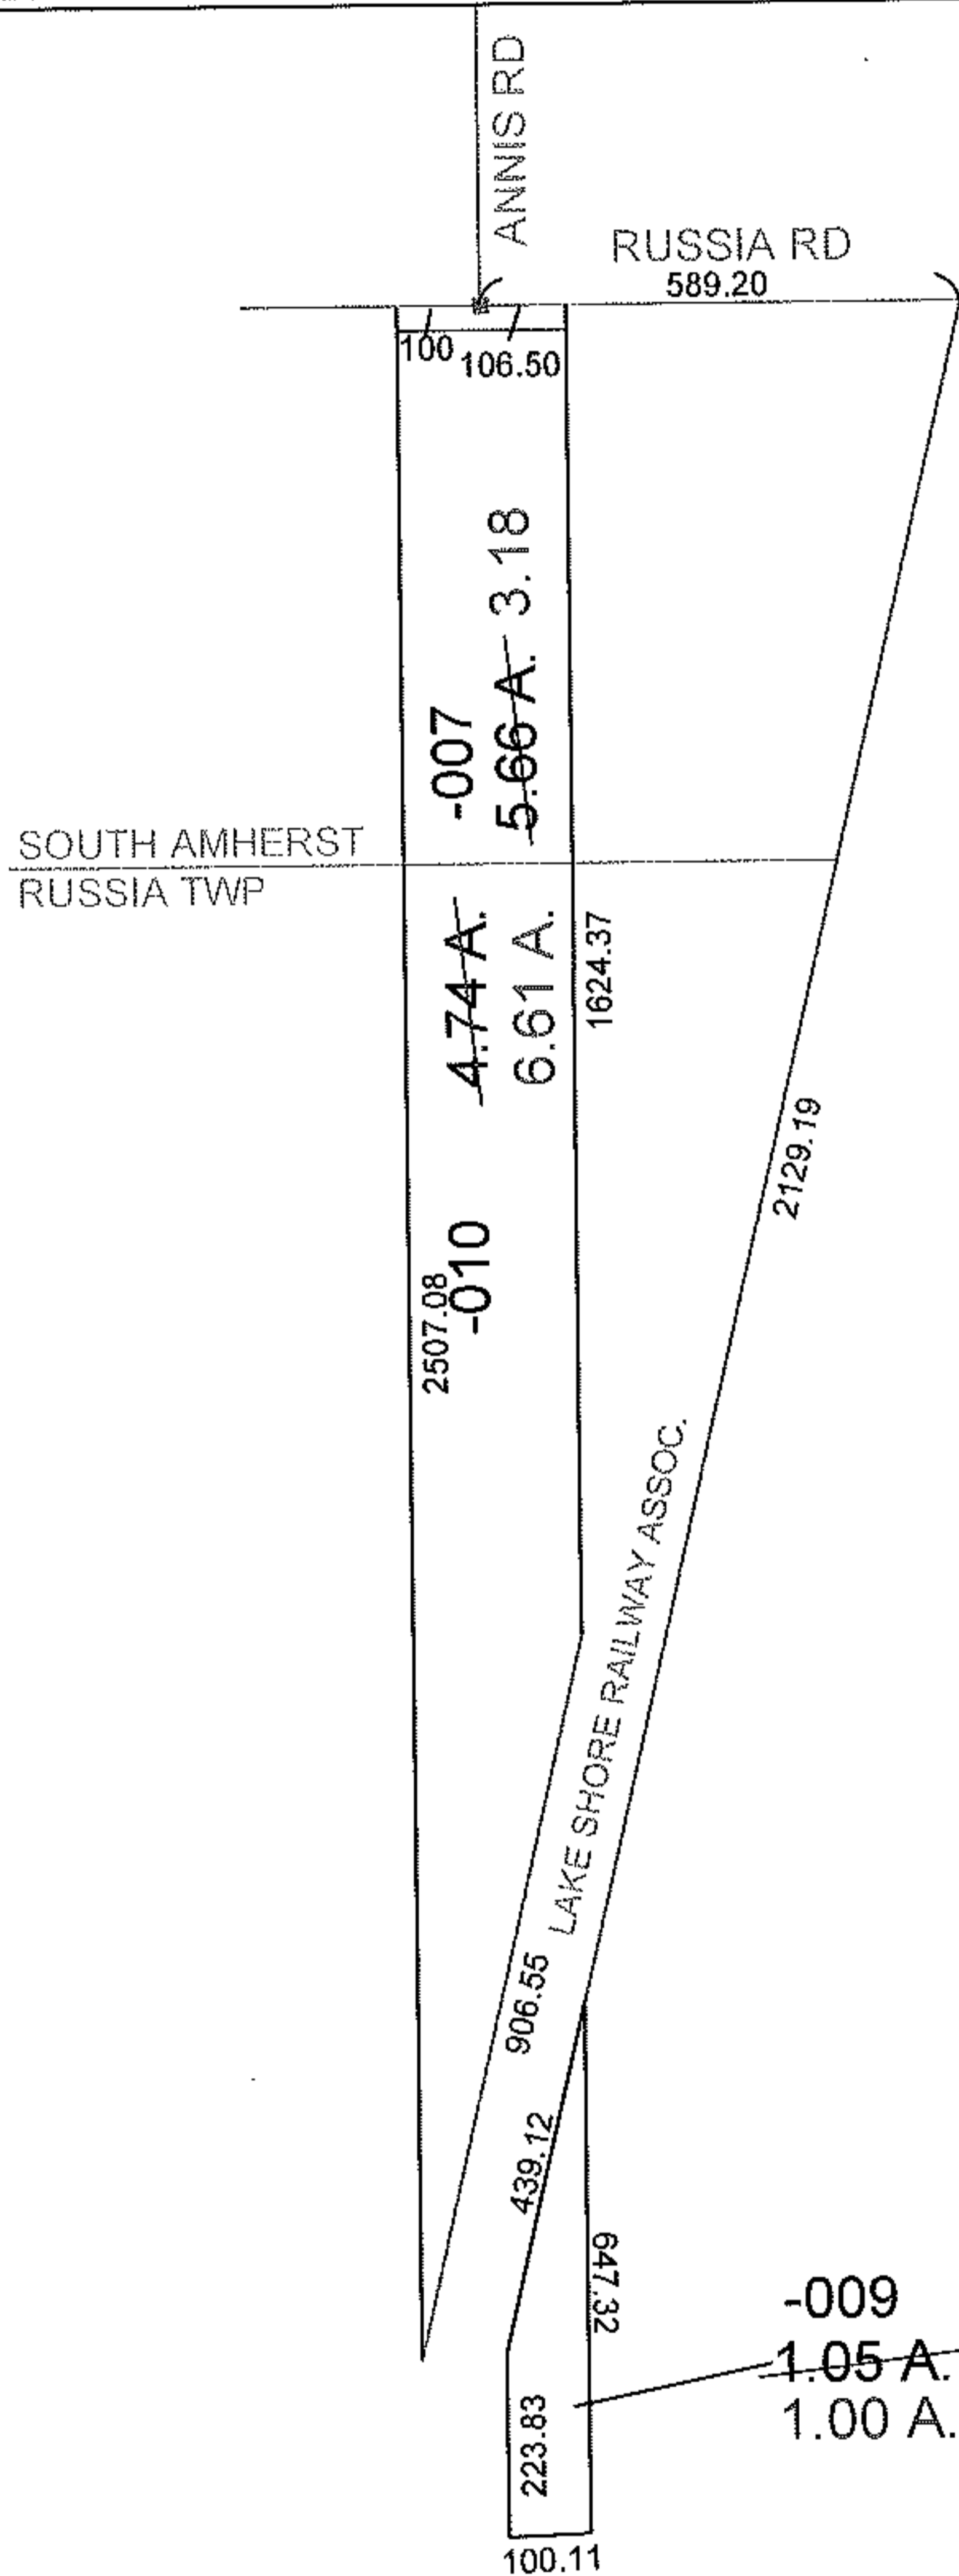 ANNIS RD
RUSSIA RD
589.20
100
106.50
-007
5.66 A. 3.18
SOUTH AMHERST
RUSSIA TWP
4.74 A.
6.61 A.
1624.37
2129.19
-010
2507.08
LAKE SHORE RAILWAY ASSOC.
906.55
439.12
647.32
-009
1.05 A.
1.00 A.
223.83
100.11